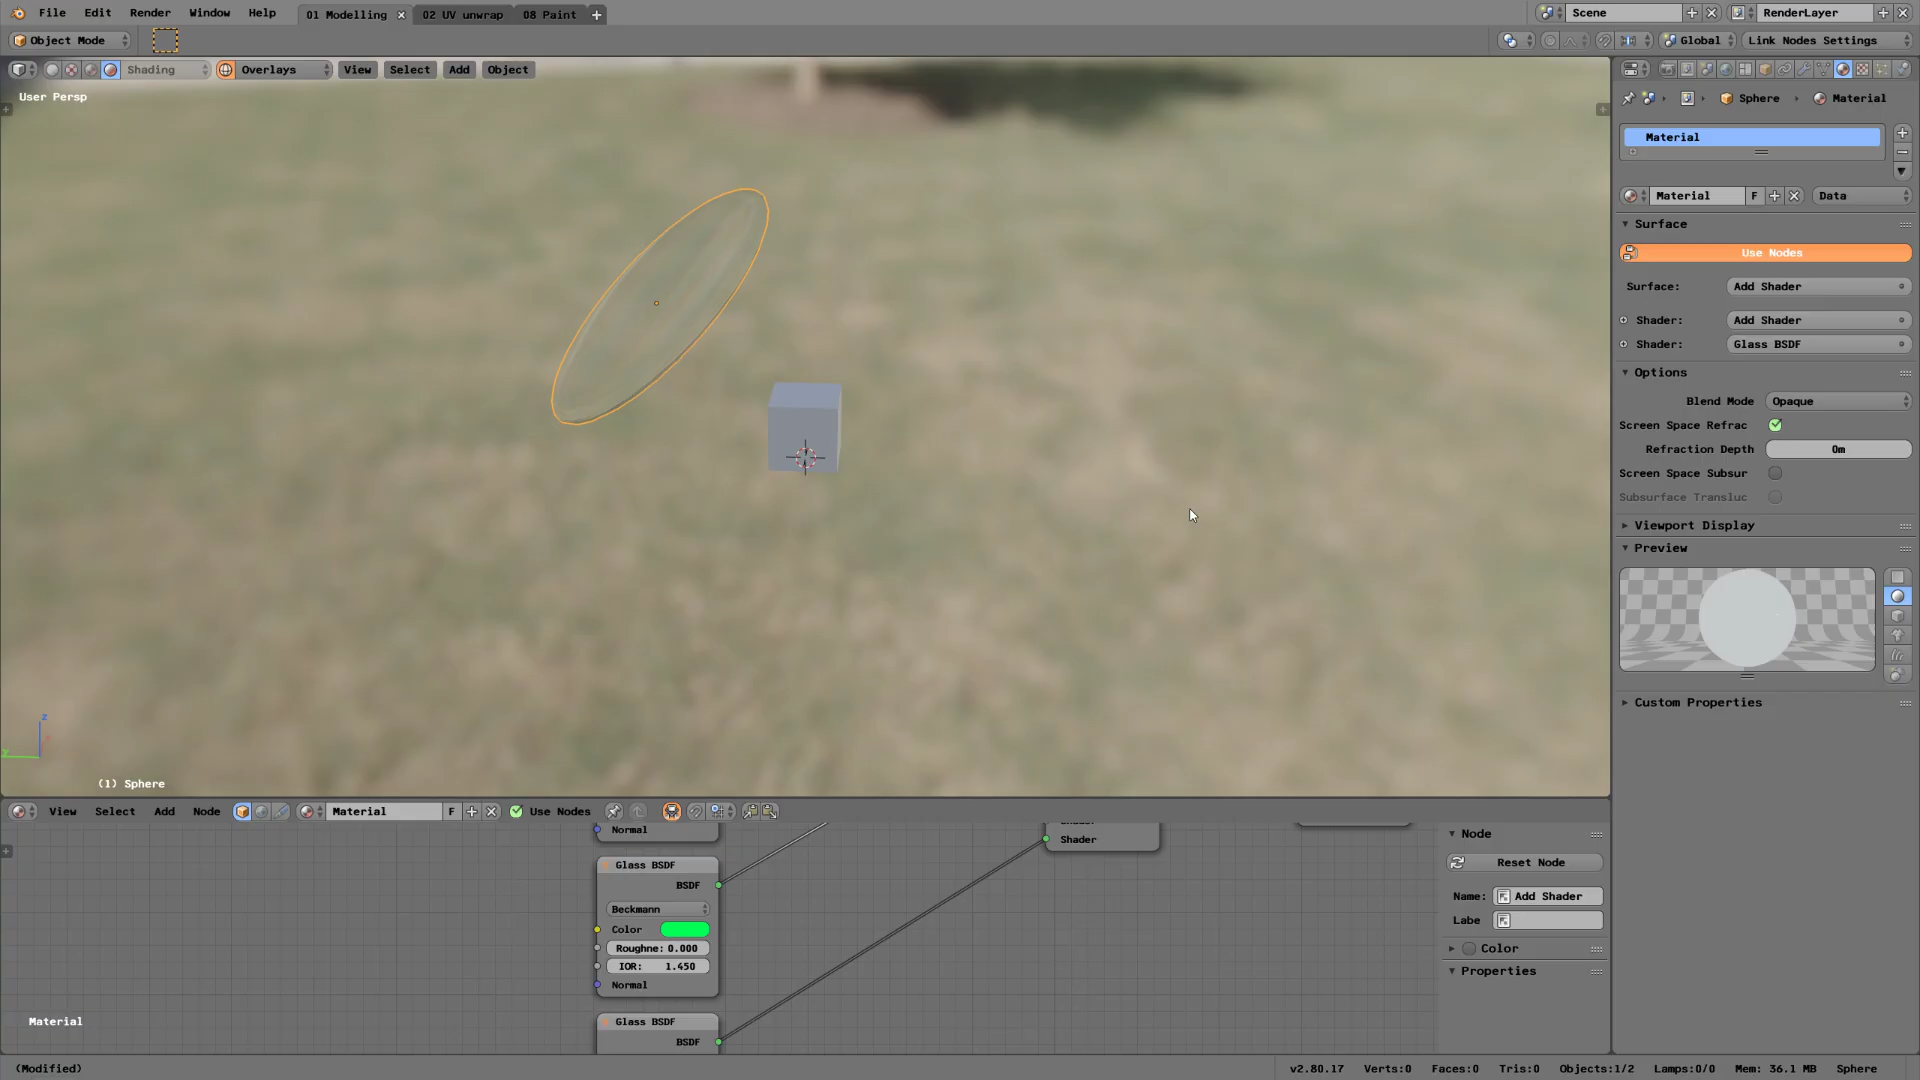 File Edit Render Window Help 01 Modelling 02 UV unwrap 08 Paint Scene RenderLayer
Object Mode Global Link Nodes Settings
Shading Overlays View Select Add Object
User Persp
Sphere Material
Material
Material F Data
Surface
Use Nodes
Surface: Add Shader
Shader: Add Shader
Shader: Glass BSDF
Options
Blend Mode Opaque
Screen Space Refrac
Refraction Depth 0m
Screen Space Subsur
Subsurface Transluc
Viewport Display
Preview
Custom Properties
z
y
(1) Sphere
View Select Add Node Material F Use Nodes
Normal
Shader
Glass BSDF
BSDF
Beckmann
Color
Roughne: 0.000
IOR: 1.450
Normal
Glass BSDF
BSDF
Material
Node
Reset Node
Name: Add Shader
Labe
Color
Properties
(Modified) v2.80.17 Verts:0 Faces:0 Tris:0 Objects:1/2 Lamps:0/0 Mem: 36.1 MB Sphere